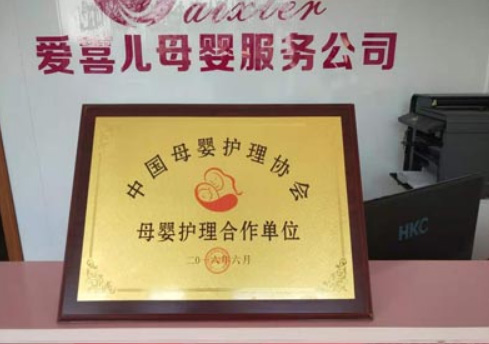 aixier
爱喜儿母婴服务公司
中国母婴护理协会
母婴护理合作单位
二〇一六年六月
HKC